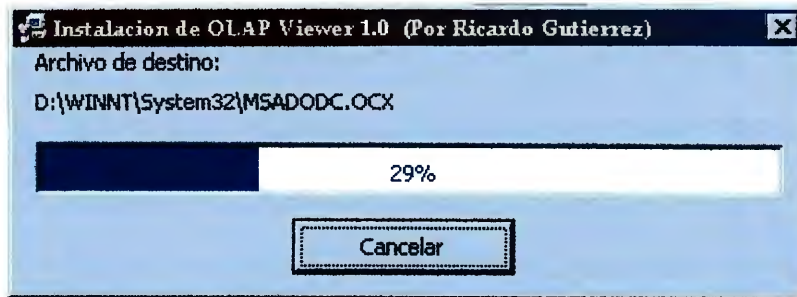 Instalacion de OLAP Viewer 1.0 (Por Ricardo Gutierrez)
Archivo de destino:
D:\WINNT\System32\MSADODC.OCX
29%
Cancelar